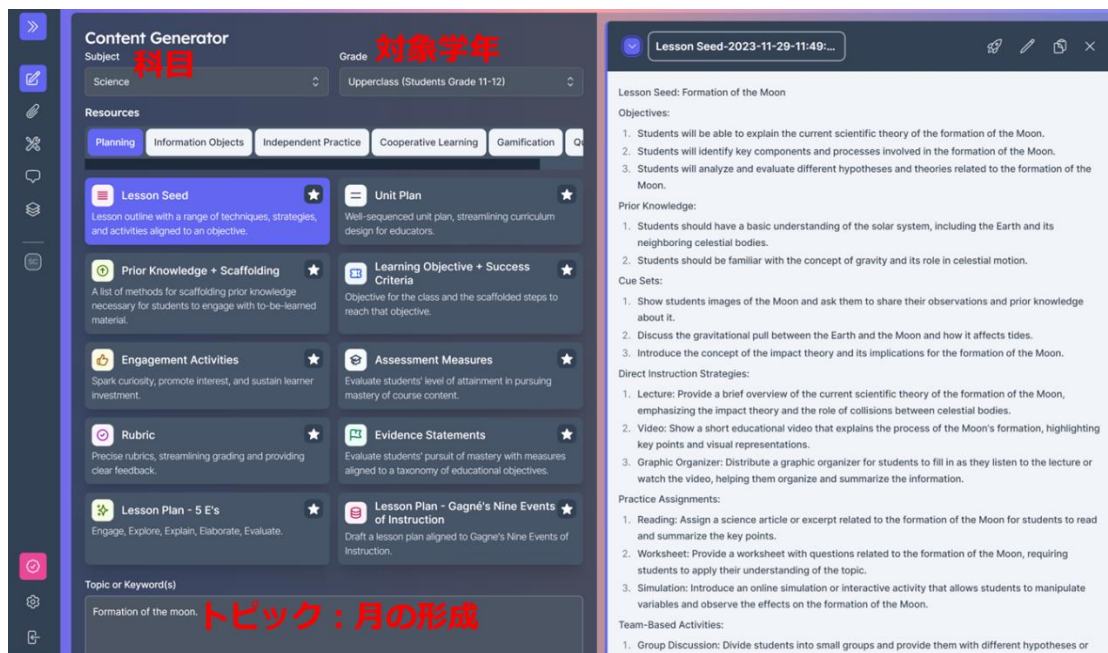 Content Generator
Subject
科目
Grade
対象学年
Science
Upperclass (Students Grade 11-12)
Resources
Planning
Information Objects
Independent Practice
Cooperative Learning
Gamification
Lesson Seed
Lesson outline with a range of techniques, strategies,
and activities aligned to an objective.
Unit Plan
Well-sequenced unit plan, streamlining curriculum
design for educators.
Prior Knowledge + Scaffolding
A list of methods for scaffolding prior knowledge
necessary for students to engage with to-be-learned
material.
Learning Objective + Success
Criteria
Objective for the class and the scaffolded steps to
reach that objective.
Engagement Activities
Spark curiosity, promote interest, and sustain learner
investment.
Assessment Measures
Evaluate students' level of attainment in pursuing
mastery of course content.
Rubric
Precise rubrics, streamlining grading and providing
clear feedback.
Evidence Statements
Evaluate students' pursuit of mastery with measures
aligned to a taxonomy of educational objectives.
Lesson Plan - 5 E's
Engage, Explore, Explain, Elaborate, Evaluate.
Lesson Plan - Gagné's Nine Events
of Instruction
Draft a lesson plan aligned to Gagne's Nine Events of
Instruction.
Topic or Keyword(s)
Formation of the moon.
トピック：月の形成
SC
Lesson Seed-2023-11-29-11:49:...
Lesson Seed: Formation of the Moon
Objectives:
1. Students will be able to explain the current scientific theory of the formation of the Moon.
2. Students will identify key components and processes involved in the formation of the Moon.
3. Students will analyze and evaluate different hypotheses and theories related to the formation of the
Moon.
Prior Knowledge:
1. Students should have a basic understanding of the solar system, including the Earth and its
neighboring celestial bodies.
2. Students should be familiar with the concept of gravity and its role in celestial motion.
Cue Sets:
1. Show students images of the Moon and ask them to share their observations and prior knowledge
about it.
2. Discuss the gravitational pull between the Earth and the Moon and how it affects tides.
3. Introduce the concept of the impact theory and its implications for the formation of the Moon.
Direct Instruction Strategies:
1. Lecture: Provide a brief overview of the current scientific theory of the formation of the Moon,
emphasizing the impact theory and the role of collisions between celestial bodies.
2. Video: Show a short educational video that explains the process of the Moon's formation, highlighting
key points and visual representations.
3. Graphic Organizer: Distribute a graphic organizer for students to fill in as they listen to the lecture or
watch the video, helping them organize and summarize the information.
Practice Assignments:
1. Reading: Assign a science article or excerpt related to the formation of the Moon for students to read
and summarize the key points.
2. Worksheet: Provide a worksheet with questions related to the formation of the Moon, requiring
students to apply their understanding of the topic.
3. Simulation: Introduce an online simulation or interactive activity that allows students to manipulate
variables and observe the effects on the formation of the Moon.
Team-Based Activities:
1. Group Discussion: Divide students into small groups and provide them with different hypotheses or